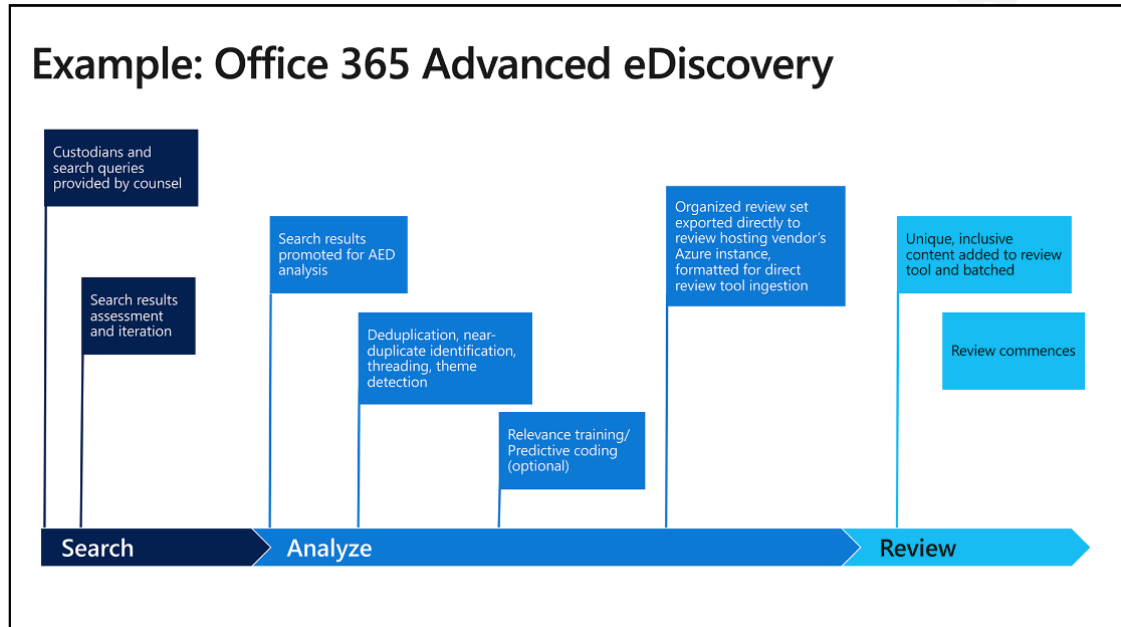 Example: Office 365 Advanced eDiscovery
Custodians and
search queries
provided by counsel
Search results
assessment
and iteration
Search results
promoted for AED
analysis
Deduplication, near-
duplicate identification,
threading, theme
detection
Relevance training/
Predictive coding
(optional)
Organized review set
exported directly to
review hosting vendor's
Azure instance,
formatted for direct
review tool ingestion
Unique, inclusive
content added to review
tool and batched
Review commences
Search
Analyze
Review